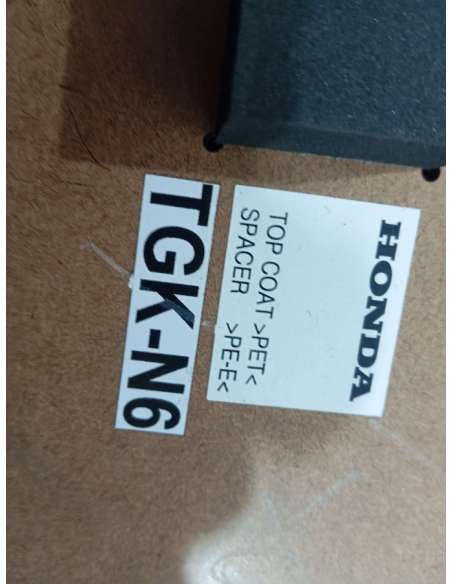 HONDA
TOP COAT >PET<
SPACER >PE-E<
TGK-N6